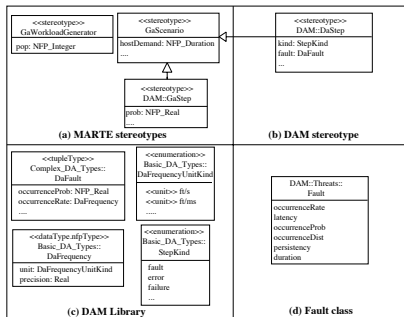 <<stereotype>>
GaWorkloadGenerator
pop: NFP_Integer
<<stereotype>>
GaScenario
hostDemand: NFP_Duration
....
<<stereotype>>
DAM::GaStep
prob: NFP_Real
....
(a) MARTE stereotypes
<<stereotype>>
DAM::DaStep
kind: StepKind
fault: DaFault
...
(b) DAM stereotype
<<tupleType>>
Complex_DA_Types::
DaFault
occurrenceProb: NFP_Real
occurrenceRate: DaFrequency
....
<<enumeration>>
Basic_DA_Types::
DaFrequencyUnitKind
<<unit>> ft/s
<<unit>> ft/ms
.....
<<dataType.nfpType>>
Basic_DA_Types::
DaFrequency
unit: DaFrequencyUnitKind
precision: Real
<<enumeration>>
Basic_DA_Types::
StepKind
fault
error
failure
...
(c) DAM Library
DAM::Threats::
Fault
occurrenceRate
latency
occurrenceProb
occurrenceDist
persistency
duration
(d) Fault class